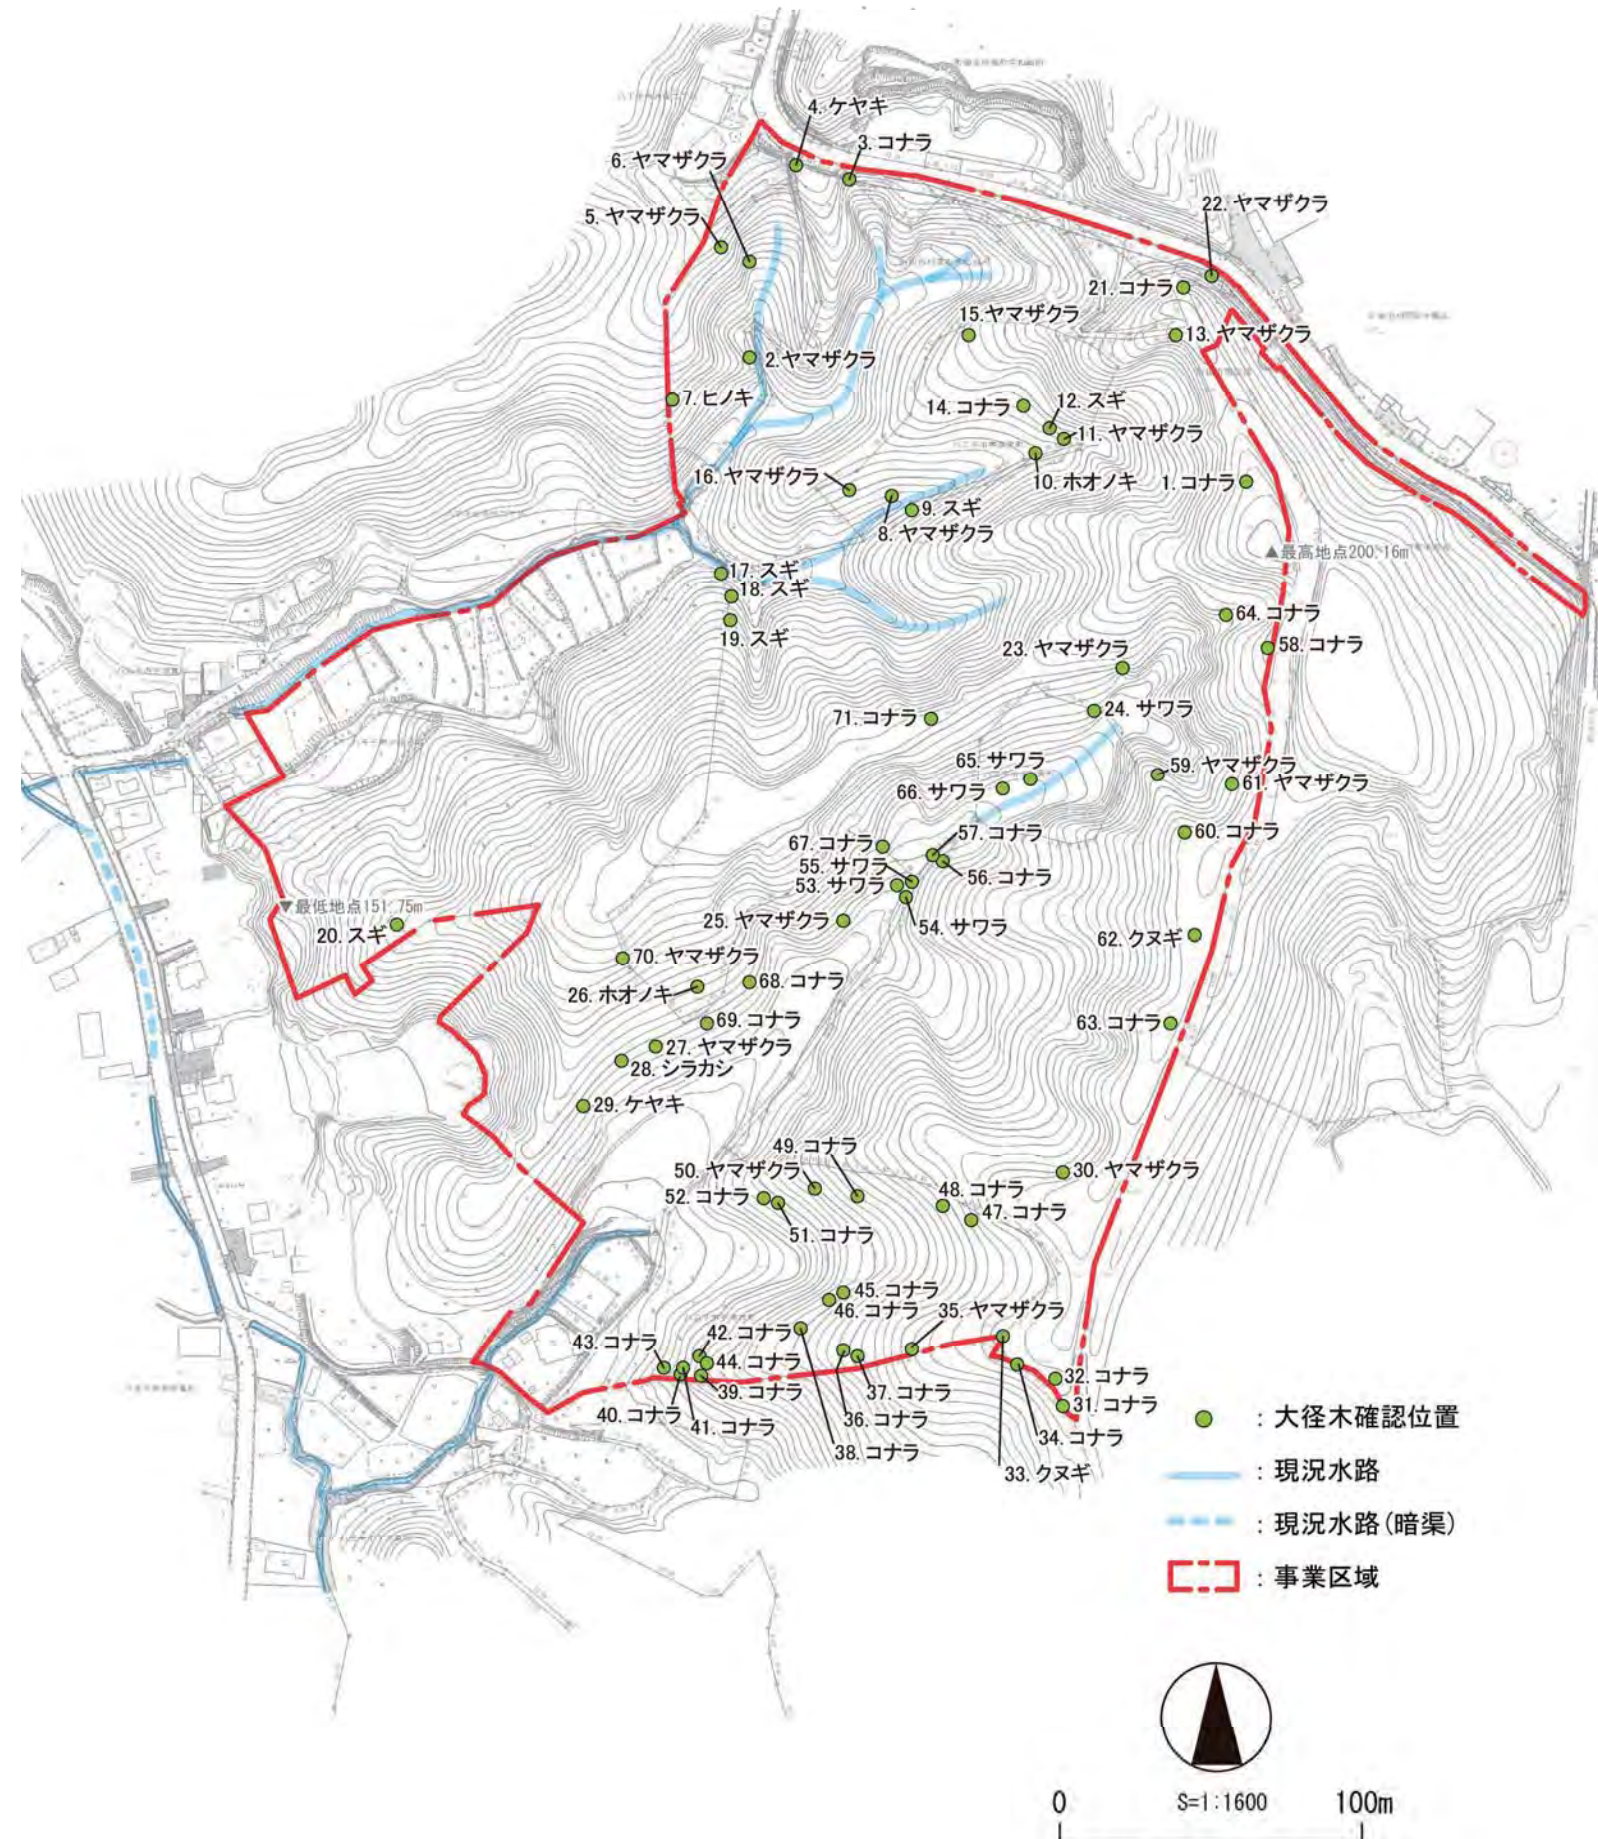 4. ケヤキ
3. コナラ
6. ヤマザクラ
5. ヤマザクラ
22. ヤマザクラ
21. コナラ
15. ヤマザクラ
13. ヤマザクラ
2. ヤマザクラ
7. ヒノキ
14. コナラ
12. スギ
11. ヤマザクラ
10. ホオノキ
16. ヤマザクラ
1. コナラ
9. スギ
8. ヤマザクラ
▲最高地点200.16m
17. スギ
18. スギ
19. スギ
64. コナラ
58. コナラ
23. ヤマザクラ
24. サワラ
71. コナラ
65. サワラ
66. サワラ
59. ヤマザクラ
61. ヤマザクラ
60. コナラ
57. コナラ
67. コナラ
55. サワラ
53. サワラ
56. コナラ
54. サワラ
25. ヤマザクラ
▼最低地点151.75m
20. スギ
62. クヌギ
70. ヤマザクラ
26. ホオノキ
68. コナラ
69. コナラ
63. コナラ
27. ヤマザクラ
28. シラカシ
29. ケヤキ
49. コナラ
50. ヤマザクラ
30. ヤマザクラ
52. コナラ
48. コナラ
47. コナラ
51. コナラ
45. コナラ
46. コナラ
35. ヤマザクラ
43. コナラ
42. コナラ
44. コナラ
39. コナラ
40. コナラ
41. コナラ
37. コナラ
36. コナラ
38. コナラ
32. コナラ
31. コナラ
34. コナラ
33. クヌギ
: 大径木確認位置
: 現況水路
: 現況水路(暗渠)
: 事業区域
0 S=1:1600 100m